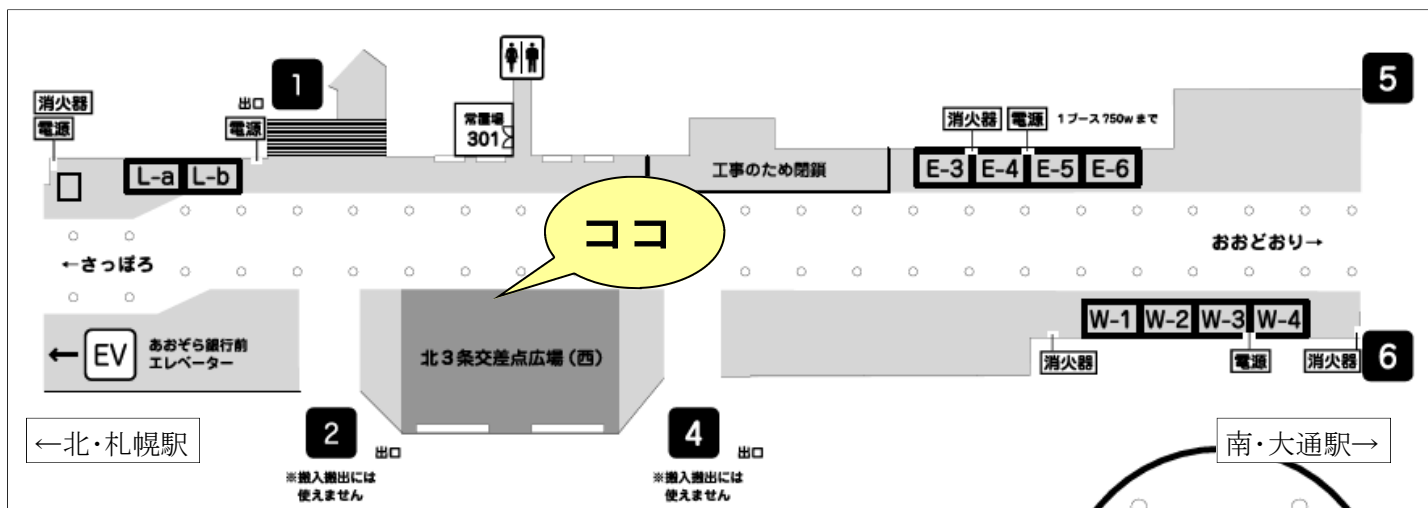 1
5
消火器
電源
出口
電源
常置場
301
消火器
電源
1ブース750wまで
L-a
L-b
工事のため閉鎖
E-3
E-4
E-5
E-6
ココ
←さっぽろ
おおどおり→
←
EV
あおぞら銀行前
エレベーター
北3条交差点広場(西)
W-1
W-2
W-3
W-4
消火器
電源
消火器
6
←北・札幌駅
2
出口
※搬入搬出には
使えません
4
出口
※搬入搬出には
使えません
南・大通駅→